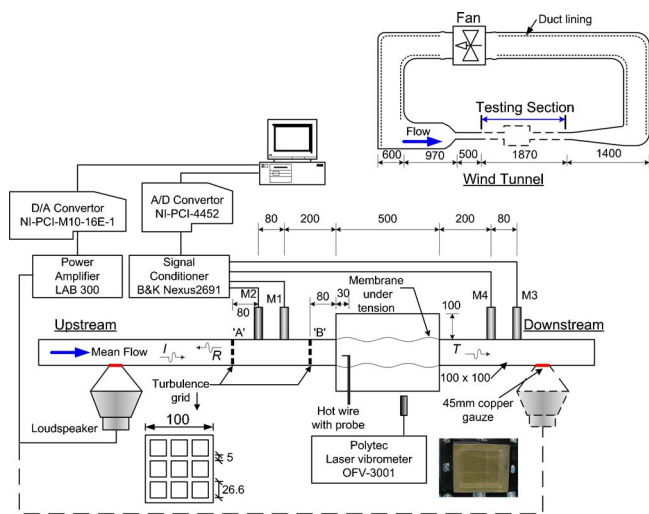 Fan
Duct lining
Testing Section
Flow
600
970
500
1870
1400
Wind Tunnel
D/A Convertor
NI-PCI-M10-16E-1
A/D Convertor
NI-PCI-4452
80
200
500
200
80
Power
Amplifier
LAB 300
Signal
Conditioner
B&K Nexus2691
M2
M1
80
80
30
Membrane
under
tension
100
M4
M3
Upstream
'A'
'B'
Downstream
Mean Flow
I
R
T
100 x 100
Turbulence
grid
Hot wire
with probe
45mm copper
gauze
Loudspeaker
100
5
26.6
Polytec
Laser vibrometer
OFV-3001